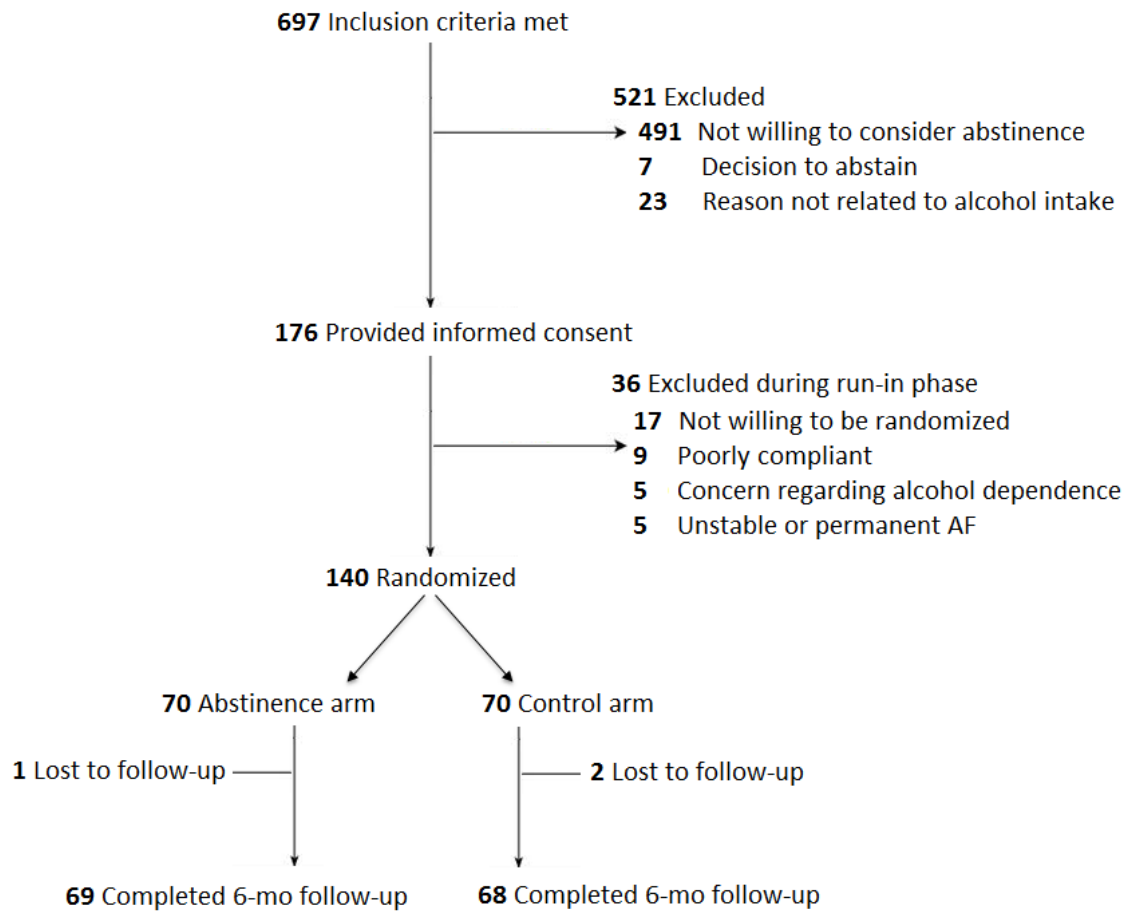 697 Inclusion criteria met
521 Excluded
491 Not willing to consider abstinence
7 Decision to abstain
23 Reason not related to alcohol intake
176 Provided informed consent
36 Excluded during run-in phase
17 Not willing to be randomized
9 Poorly compliant
5 Concern regarding alcohol dependence
5 Unstable or permanent AF
140 Randomized
70 Abstinence arm
70 Control arm
1 Lost to follow-up
2 Lost to follow-up
69 Completed 6-mo follow-up
68 Completed 6-mo follow-up